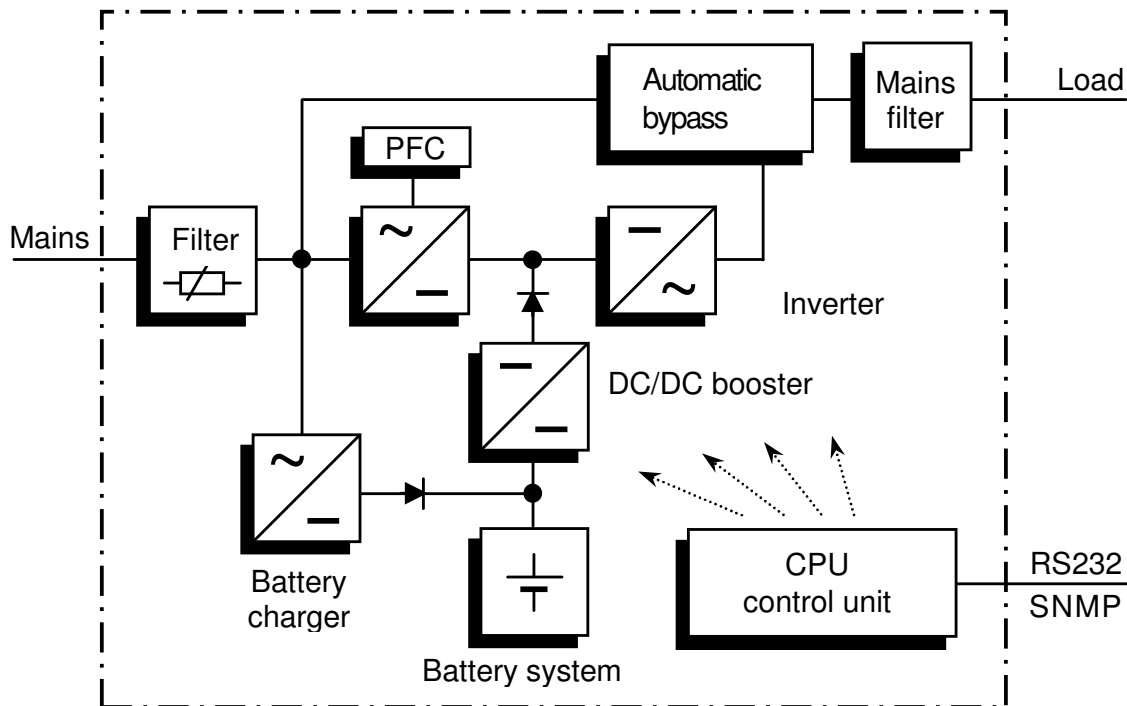 Automatic
bypass
Mains
filter
Load
PFC
Mains
Filter
Inverter
DC/DC booster
Battery
charger
Battery system
CPU
control unit
RS232
SNMP